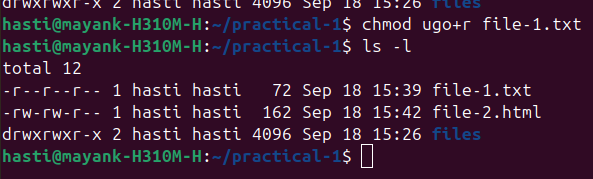 drwxrwxr-x 2 hasti hasti 4096 Sep 18 15:26 files
hasti@mayank-H310M-H:~/practical-1$ chmod ugo+r file-1.txt
hasti@mayank-H310M-H:~/practical-1$ ls -l
total 12
-r--r--r-- 1 hasti hasti   72 Sep 18 15:39 file-1.txt
-rw-rw-r-- 1 hasti hasti  162 Sep 18 15:42 file-2.html
drwxrwxr-x 2 hasti hasti 4096 Sep 18 15:26 files
hasti@mayank-H310M-H:~/practical-1$